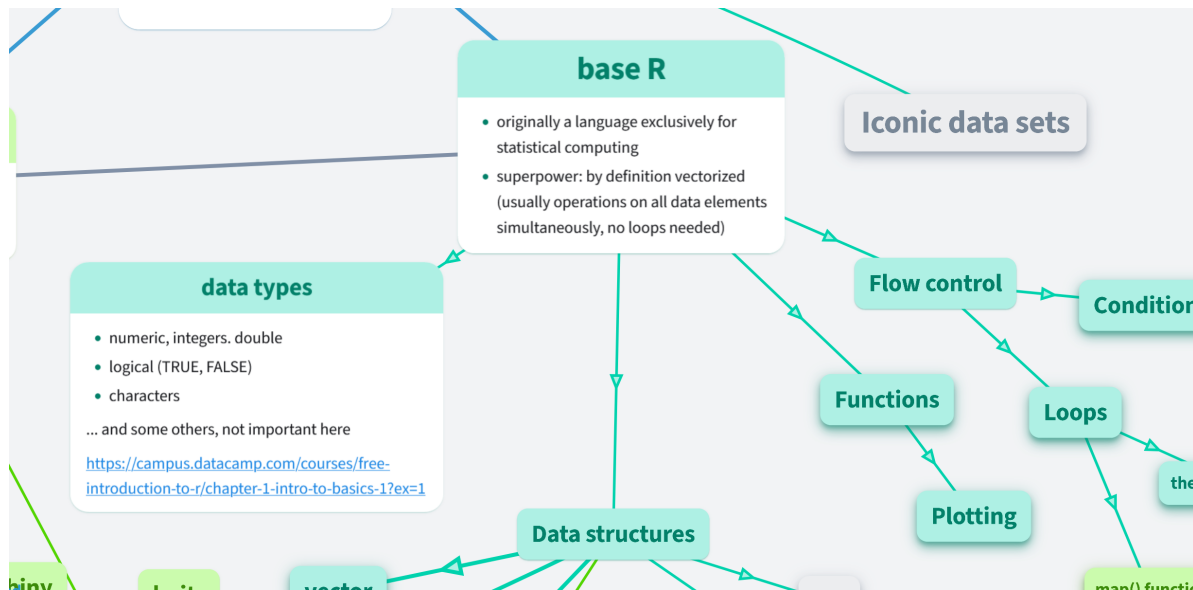 base R
• originally a language exclusively for
statistical computing
• superpower: by definition vectorized
(usually operations on all data elements
simultaneously, no loops needed)
Iconic data sets
data types
• numeric, integers. double
• logical (TRUE, FALSE)
• characters
... and some others, not important here
https://campus.datacamp.com/courses/free-
introduction-to-r/chapter-1-intro-to-basics-1?ex=1
Flow control
Functions
Loops
Plotting
Data structures
vector
map()